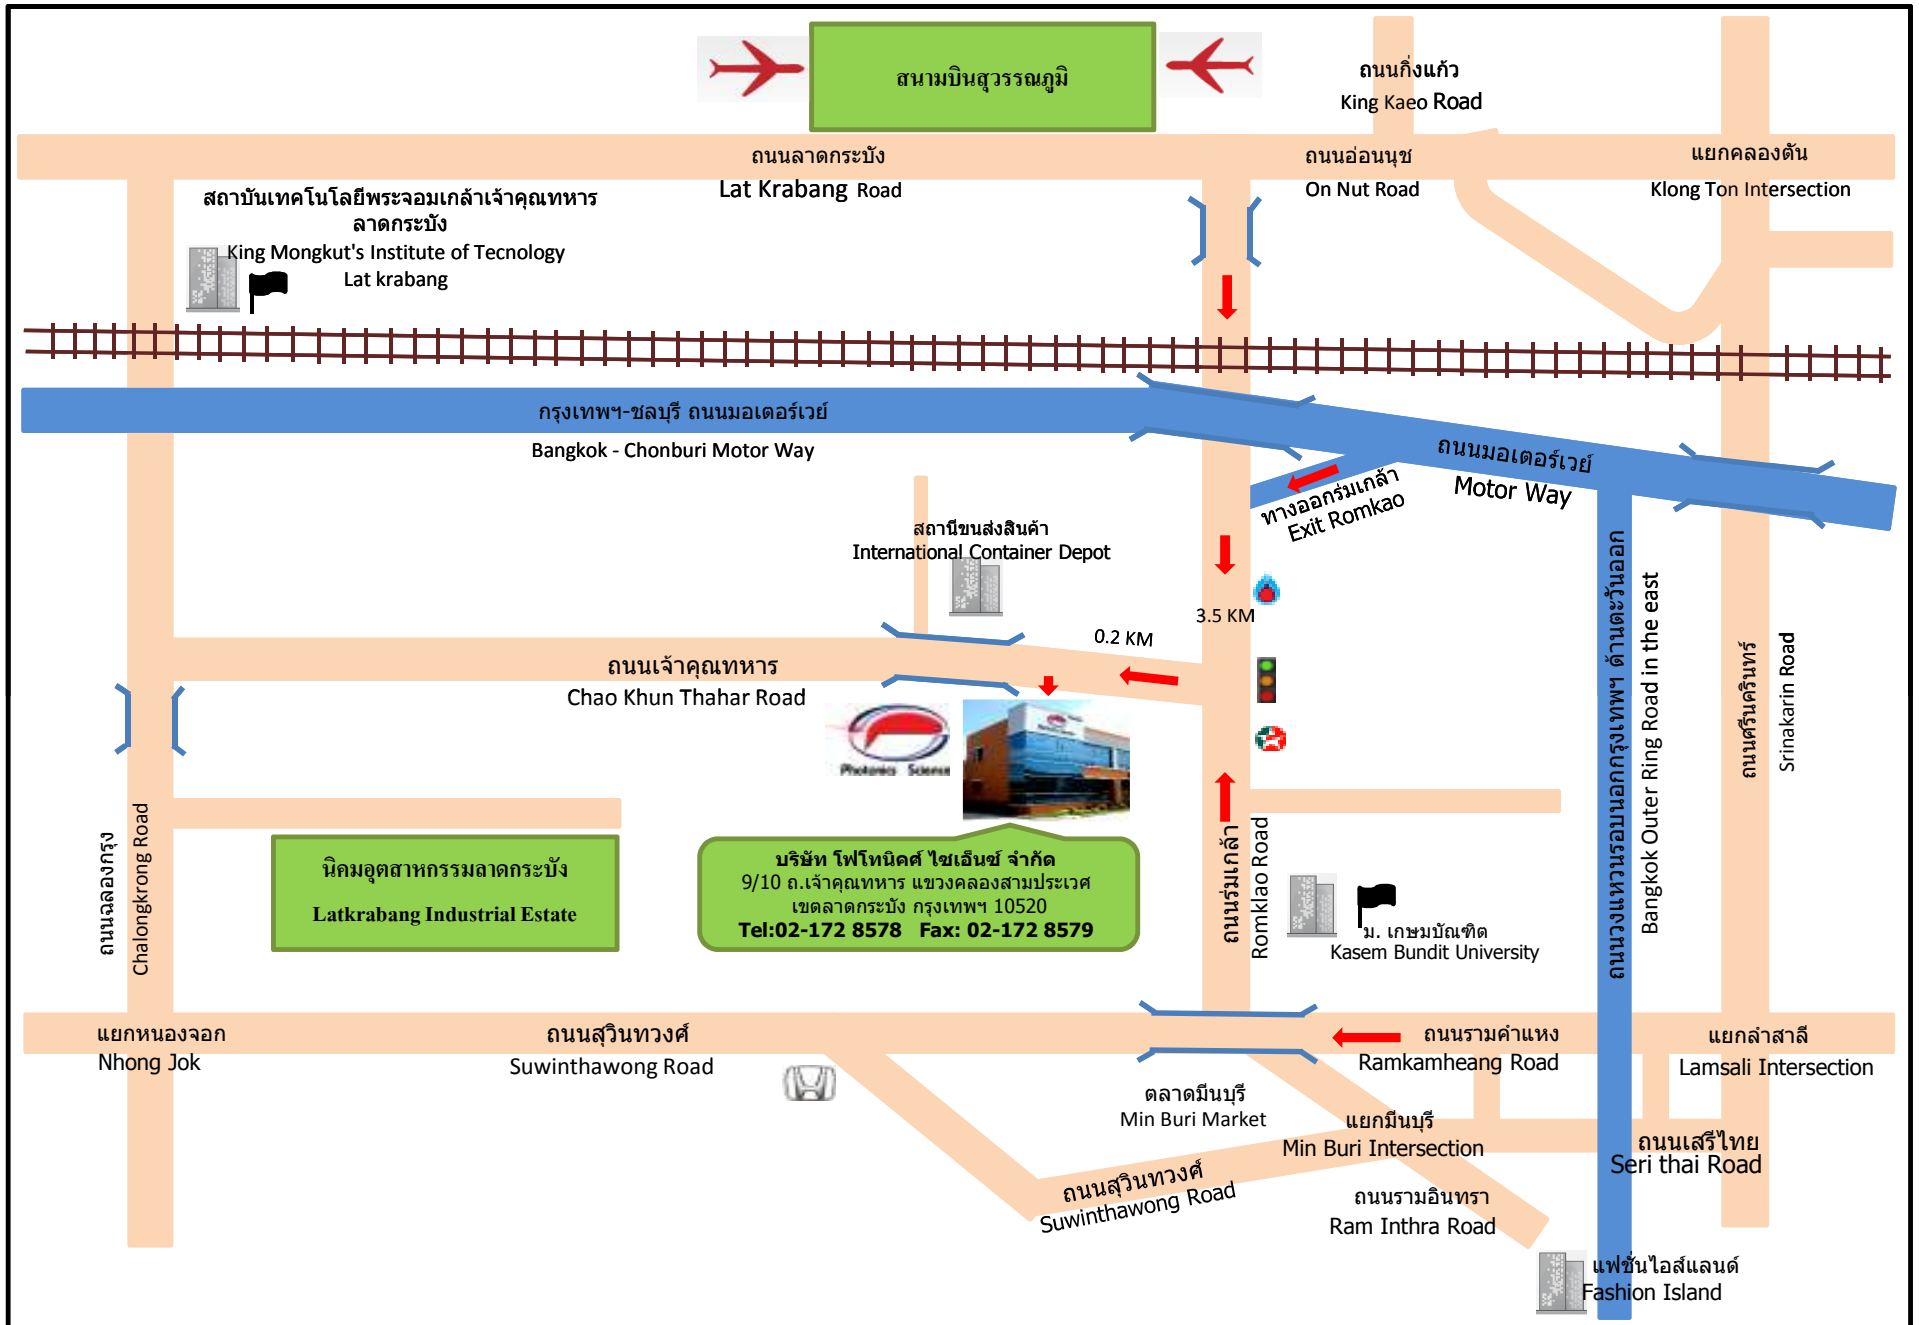 สนามบินสุวรรณภูมิ
ถนนกิ่งแก้ว
King Kaeo Road
ถนนลาดกระบัง
Lat Krabang Road
ถนนอ่อนนุช
On Nut Road
แยกคลองตัน
Klong Ton Intersection
สถาบันเทคโนโลยีพระจอมเกล้าเจ้าคุณทหาร
ลาดกระบัง
King Mongkut's Institute of Tecnology
Lat krabang
กรุงเทพฯ-ชลบุรี ถนนมอเตอร์เวย์
Bangkok - Chonburi Motor Way
ถนนมอเตอร์เวย์
Motor Way
ทางออกร่มเกล้า
Exit Romkao
สถานีขนส่งสินค้า
International Container Depot
3.5 KM
0.2 KM
ถนนเจ้าคุณทหาร
Chao Khun Thahar Road
Photonics Science
ถนนวงแหวนรอบนอกกรุงเทพฯ ด้านตะวันออก
Bangkok Outer Ring Road in the east
ถนนศรีนครินทร์
Srinakarin Road
ถนนฉลองกรุง
Chalongkrong Road
นิคมอุตสาหกรรมลาดกระบัง
Latkrabang Industrial Estate
บริษัท โฟโทนิคศ์ ไซเอ็นซ์ จำกัด
9/10 ถ.เจ้าคุณทหาร แขวงคลองสามประเวศ
เขตลาดกระบัง กรุงเทพฯ 10520
Tel:02-172 8578 Fax: 02-172 8579
ถนนร่มเกล้า
Romklao Road
ม. เกษมบัณฑิต
Kasem Bundit University
แยกหนองจอก
Nhong Jok
ถนนสุวินทวงศ์
Suwinthawong Road
ถนนรามคำแหง
Ramkamheang Road
แยกลำสาลี
Lamsali Intersection
ตลาดมีนบุรี
Min Buri Market
แยกมีนบุรี
Min Buri Intersection
ถนนเสรีไทย
Seri thai Road
ถนนสุวินทวงศ์
Suwinthawong Road
ถนนรามอินทรา
Ram Inthra Road
แฟชั่นไอส์แลนด์
Fashion Island